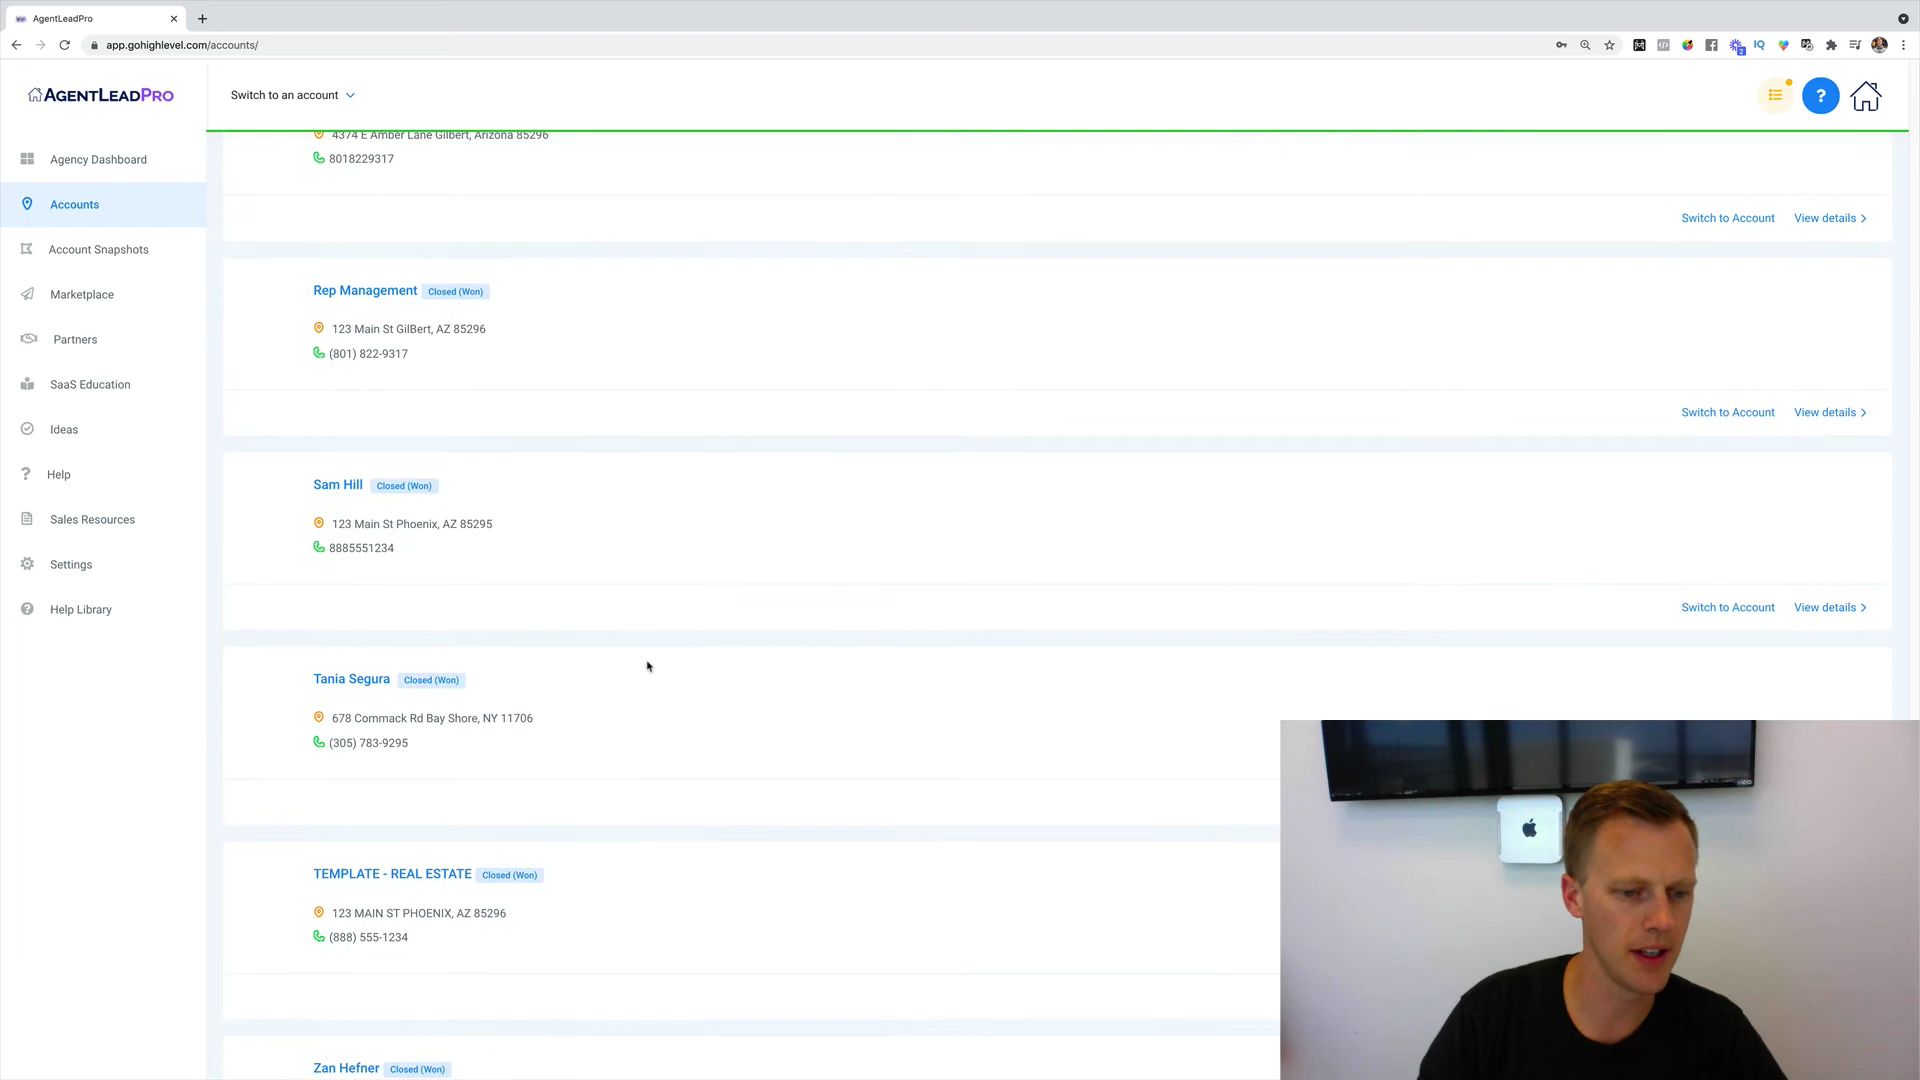 AgentLeadPro
app.gohighlevel.com/accounts/
IQ
2
AGENTLEADPRO
Switch to an account
?
Agency Dashboard
Accounts
Account Snapshots
Marketplace
Partners
SaaS Education
Ideas
Help
Sales Resources
Settings
Help Library
4374 E Amber Lane Gilbert, Arizona 85296
8018229317
Switch to Account View details
Rep Management Closed (Won)
123 Main St GilBert, AZ 85296
(801) 822-9317
Switch to Account View details
Sam Hill Closed (Won)
123 Main St Phoenix, AZ 85295
8885551234
Switch to Account View details
Tania Segura Closed (Won)
678 Commack Rd Bay Shore, NY 11706
(305) 783-9295
TEMPLATE - REAL ESTATE Closed (Won)
123 MAIN ST PHOENIX, AZ 85296
(888) 555-1234
Zan Hefner Closed (Won)
VIZIO